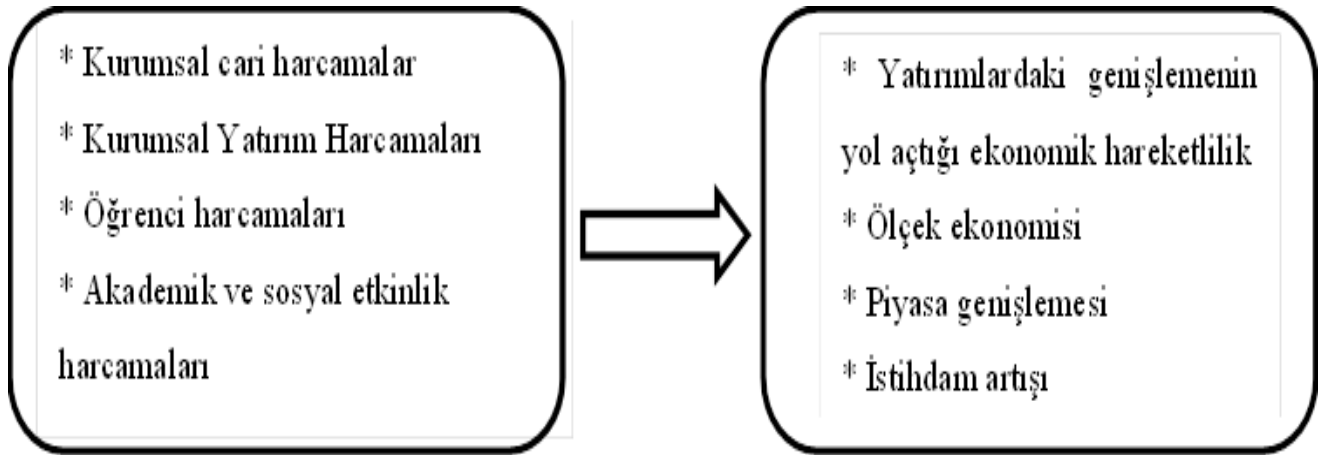 * Kurumsal cari harcamalar
* Kurumsal Yatırım Harcamaları
* Öğrenci harcamaları
* Akademik ve sosyal etkinlik
harcamaları
* Yatırımlardaki genişlemenin
yol açtığı ekonomik hareketlilik
* Ölçek ekonomisi
* Piyasa genişlemesi
* İstihdam artışı